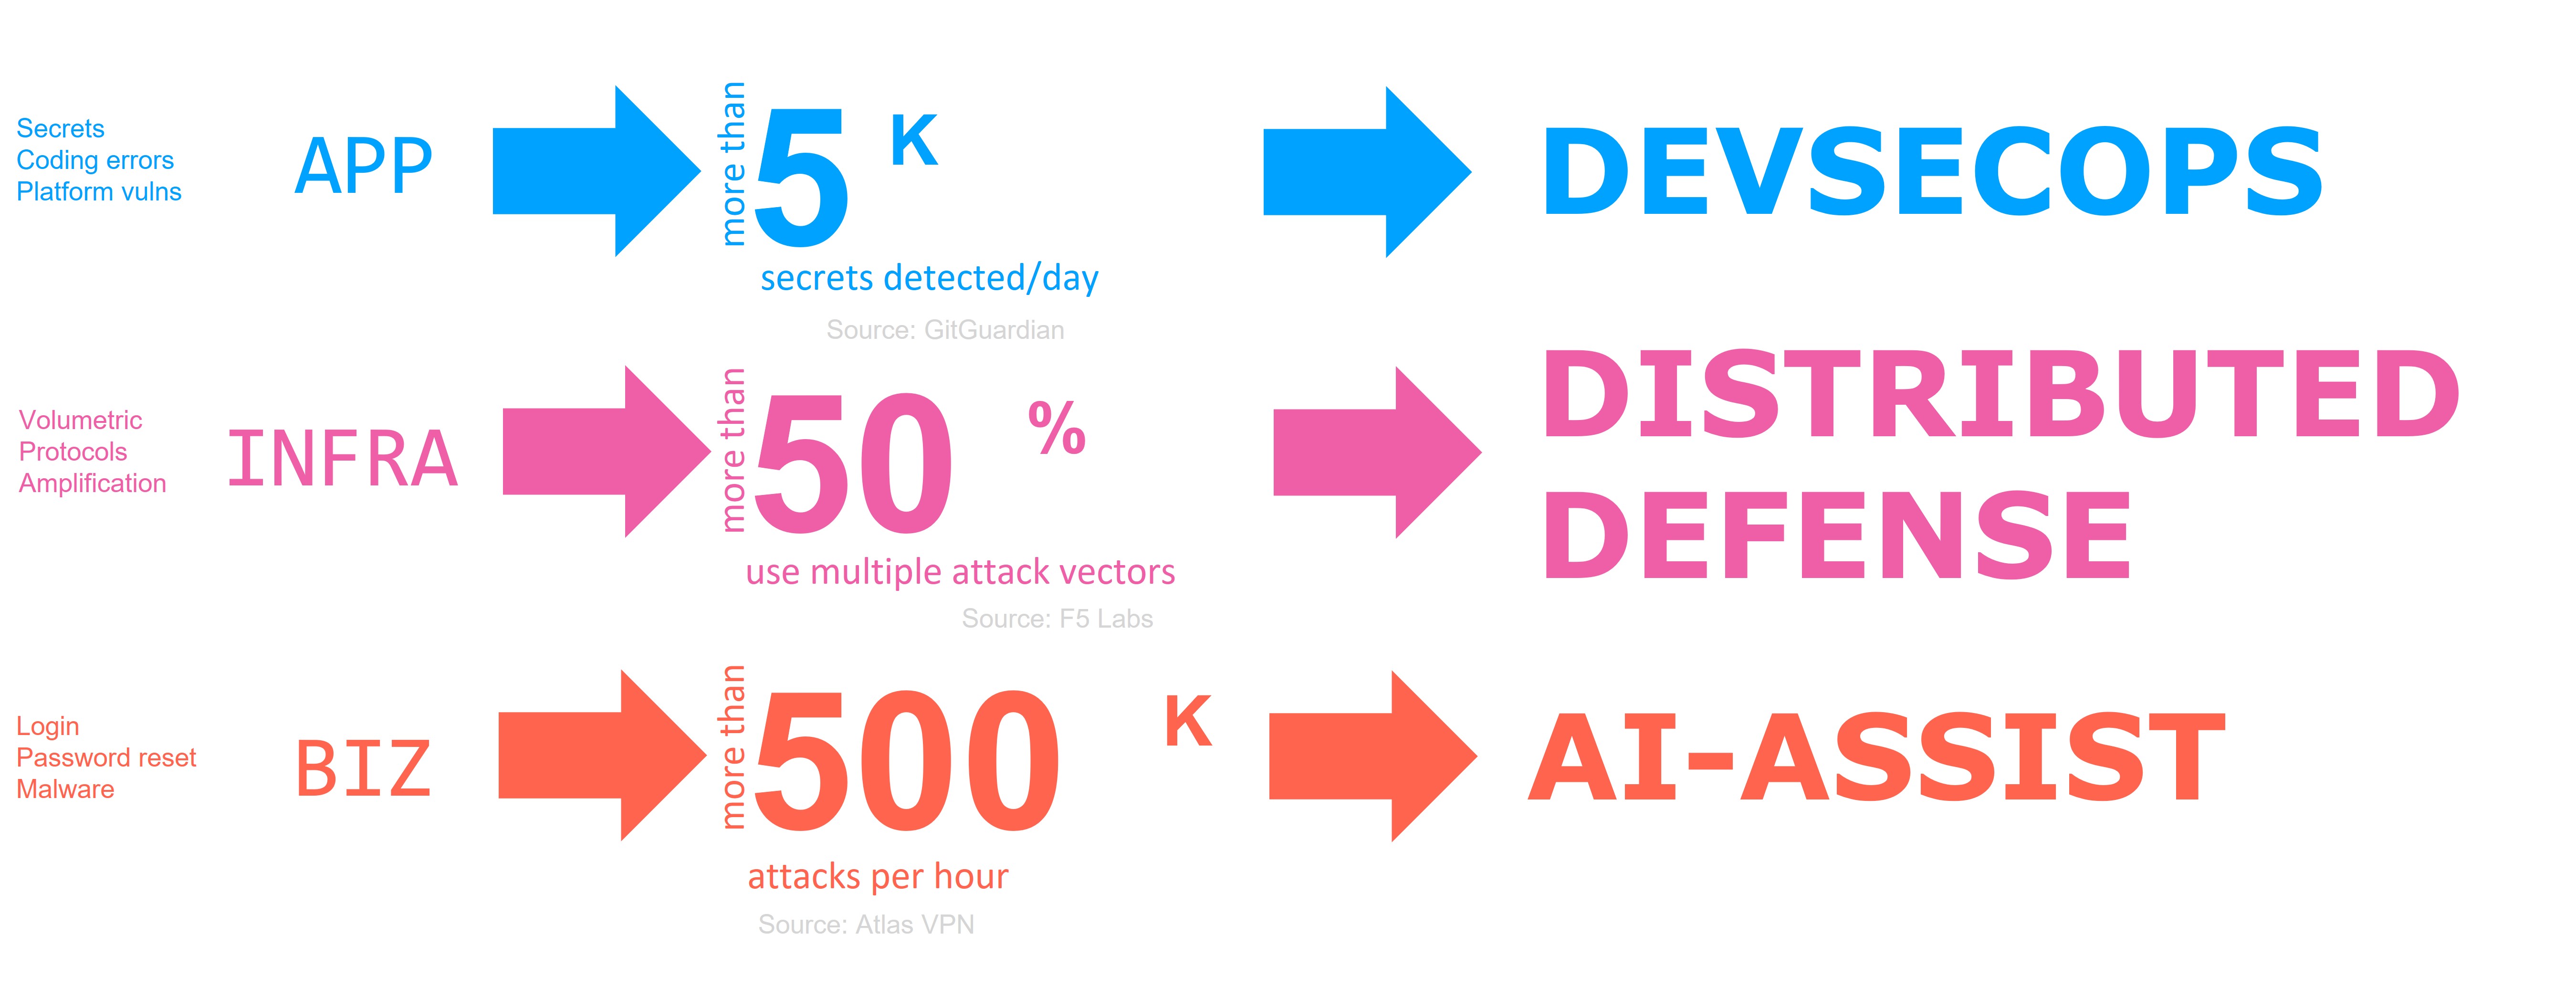 Secrets
Coding errors
Platform vulns
APP
more than
5 K
secrets detected/day
Source: GitGuardian
DEVSECOPS
Volumetric
Protocols
Amplification
INFRA
more than
50 %
use multiple attack vectors
Source: F5 Labs
DISTRIBUTED
DEFENSE
Login
Password reset
Malware
BIZ
more than
500 K
attacks per hour
Source: Atlas VPN
AI-ASSIST